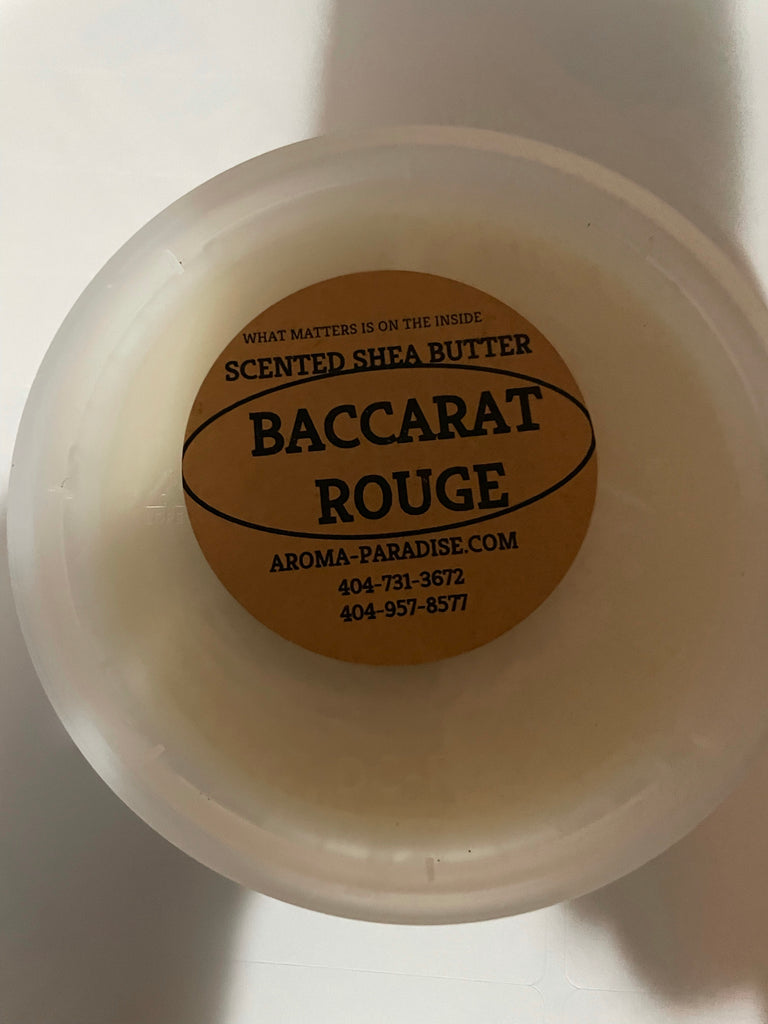 WHAT MATTERS IS ON THE INSIDE
SCENTED SHEA BUTTER
BACCARAT
ROUGE
AROMA-PARADISE.COM
404-731-3672
404-957-8577